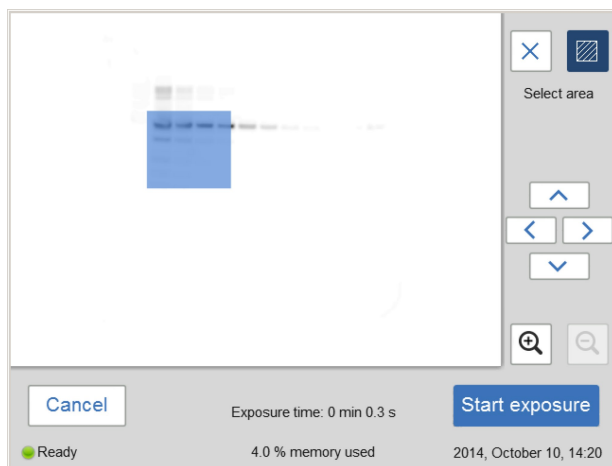 Select area
Cancel
Exposure time: 0 min 0.3 s
Start exposure
Ready
4.0 % memory used
2014, October 10, 14:20